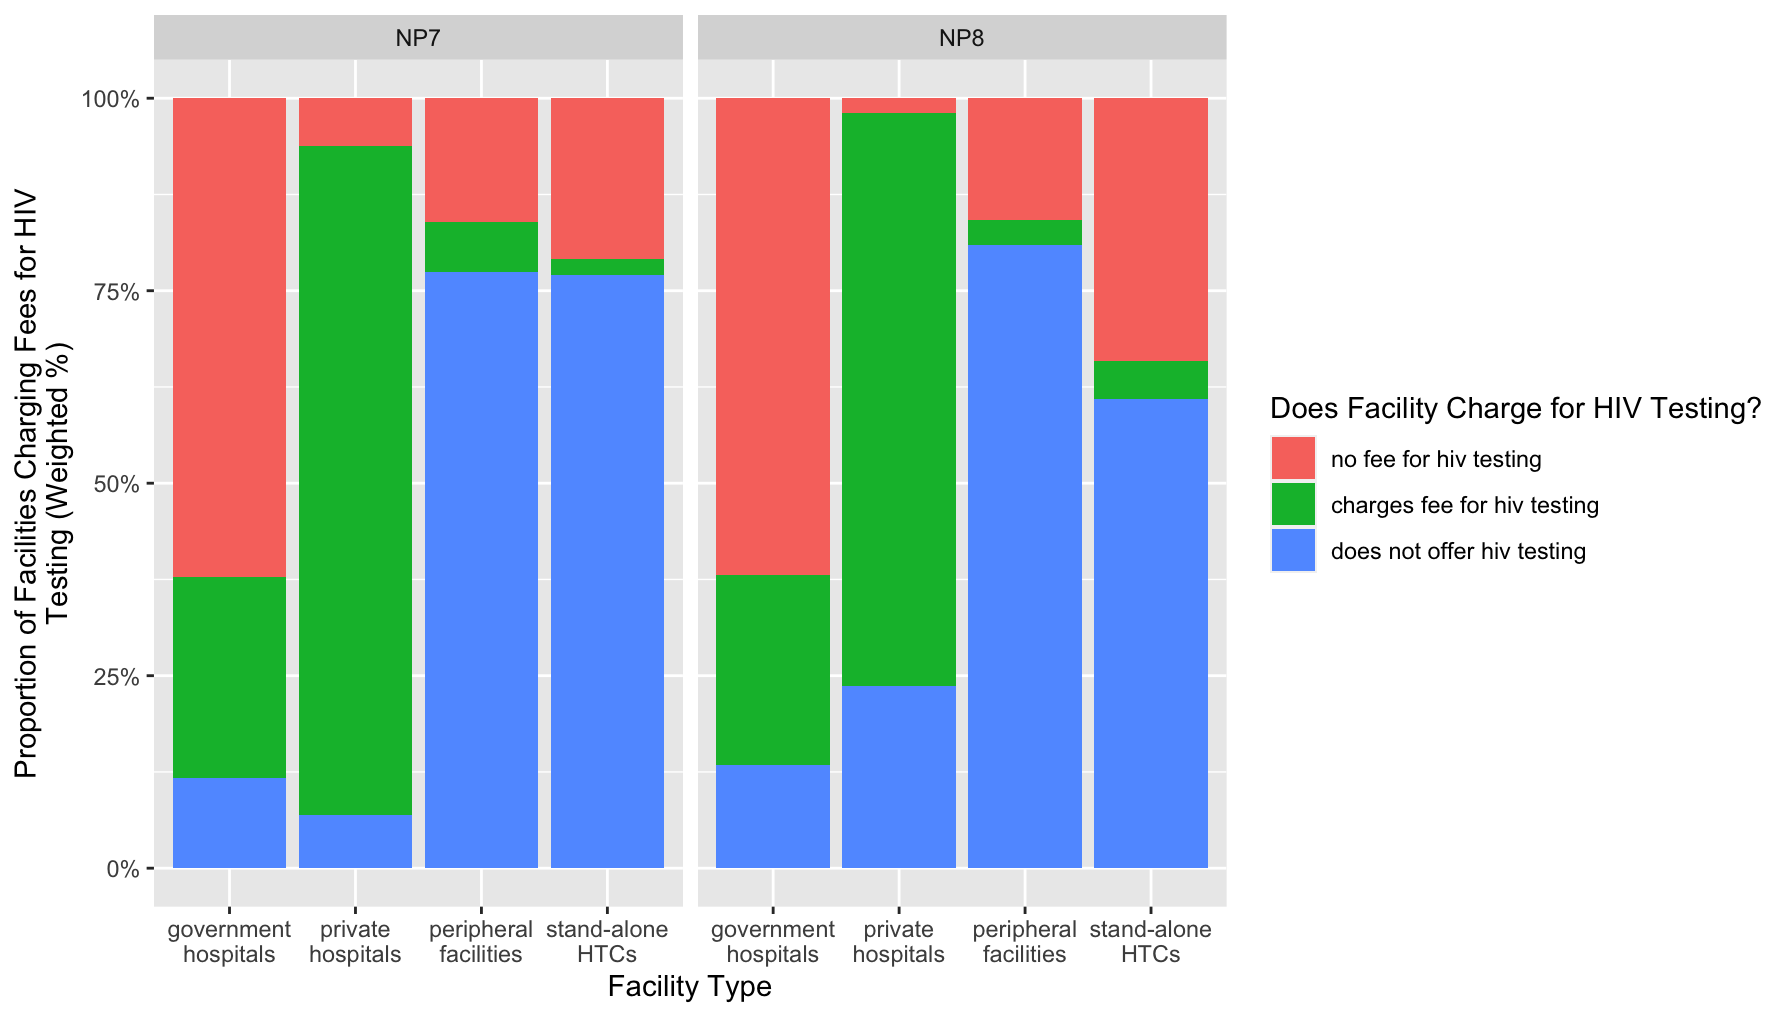 NP7
NP8
Proportion of Facilities Charging Fees for HIV
Testing (Weighted %)
100%
75%
50%
25%
0%
government
hospitals
private
hospitals
peripheral
facilities
stand-alone
HTCs
government
hospitals
private
hospitals
peripheral
facilities
stand-alone
HTCs
Facility Type
Does Facility Charge for HIV Testing?
no fee for hiv testing
charges fee for hiv testing
does not offer hiv testing